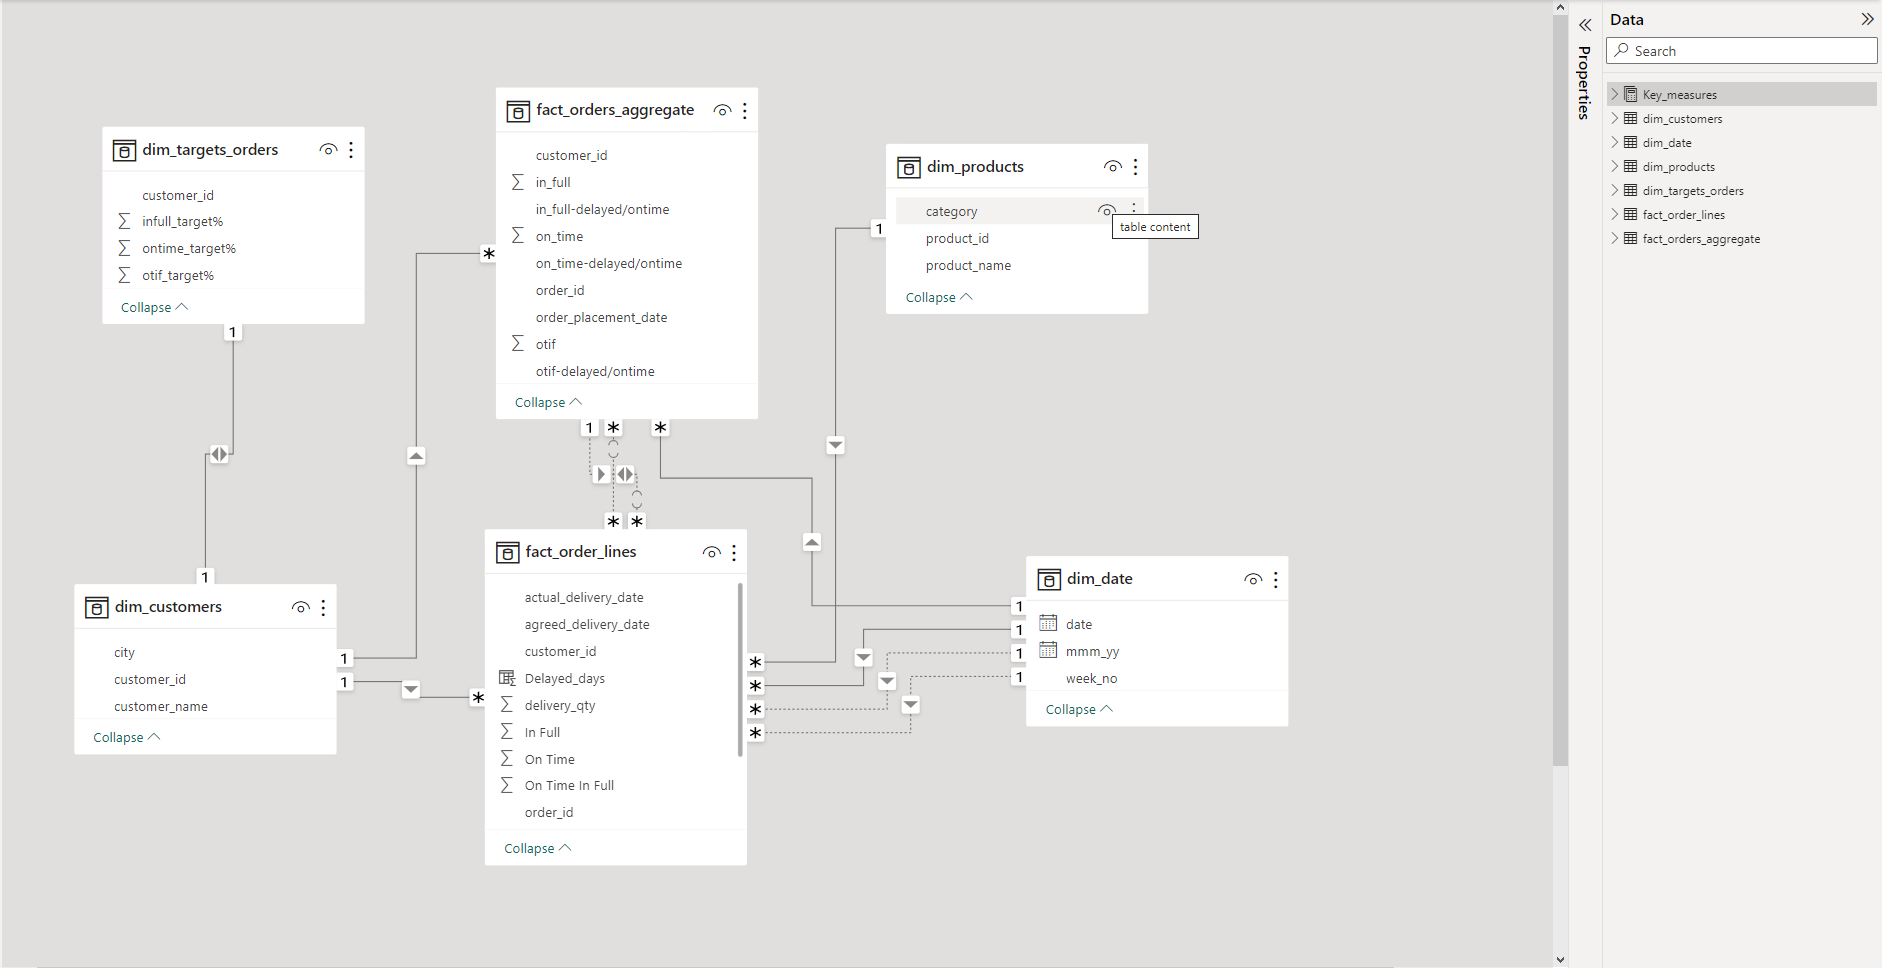 dim_targets_orders
customer_id
infull_target%
ontime_target%
otif_target%
Collapse
1
1
fact_orders_aggregate
customer_id
in_full
in_full-delayed/ontime
on_time
on_time-delayed/ontime
order_id
order_placement_date
otif
otif-delayed/ontime
Collapse
*
1 * *
* *
dim_products
category
table content
product_id
product_name
Collapse
1
dim_customers
city
customer_id
customer_name
Collapse
1
1
*
fact_order_lines
actual_delivery_date
agreed_delivery_date
customer_id
Delayed_days
delivery_qty
In Full
On Time
On Time In Full
order_id
Collapse
*
*
*
*
dim_date
date
mmm_yy
week_no
Collapse
1
1
1
1
Properties
Data
Search
Key_measures
dim_customers
dim_date
dim_products
dim_targets_orders
fact_order_lines
fact_orders_aggregate